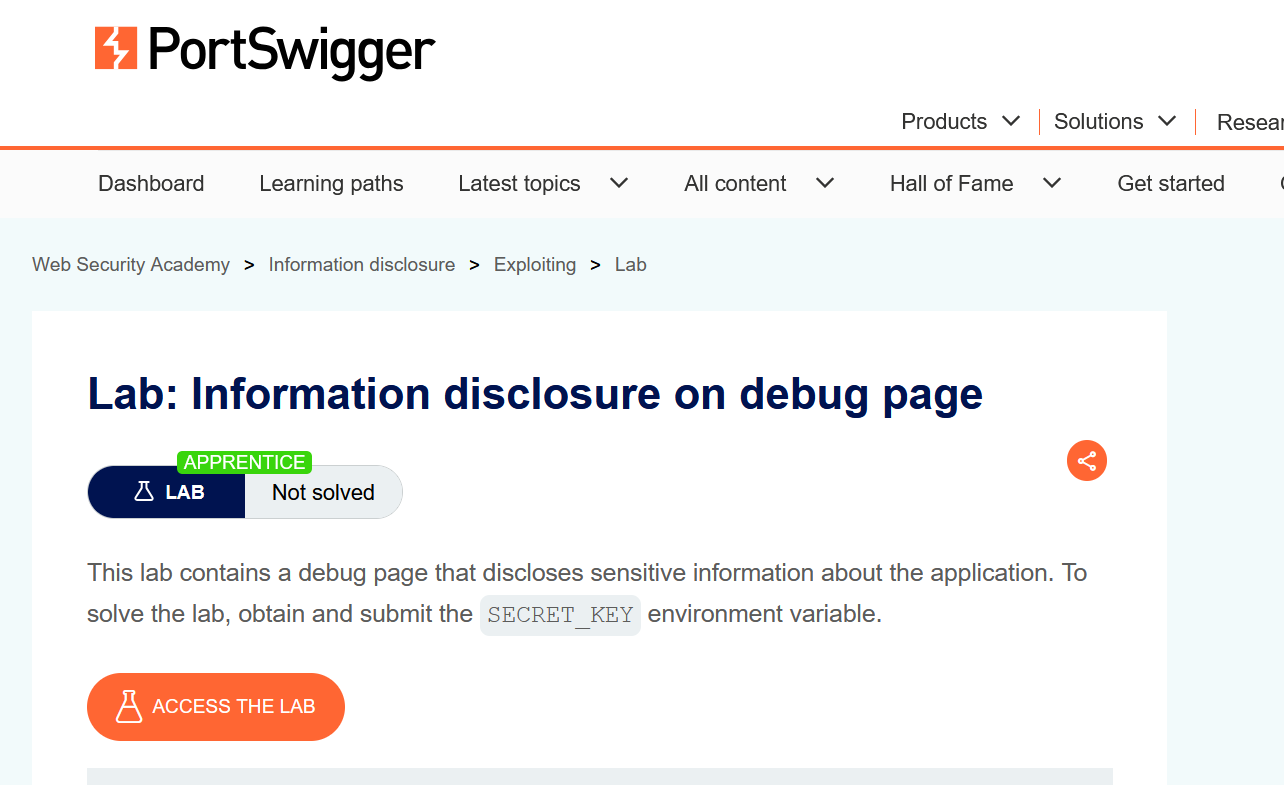 PortSwigger
Products Solutions
Dashboard Learning paths Latest topics All content Hall of Fame Get started
Web Security Academy > Information disclosure > Exploiting > Lab
Lab: Information disclosure on debug page
APPRENTICE
LAB Not solved
This lab contains a debug page that discloses sensitive information about the application. To
solve the lab, obtain and submit the SECRET_KEY environment variable.
ACCESS THE LAB